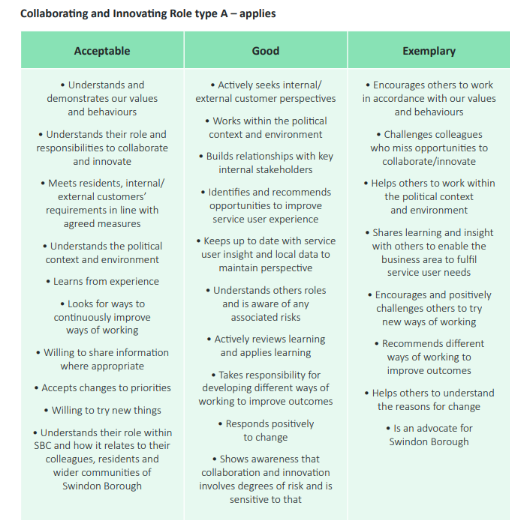 Collaborating and Innovating Role type A – applies
Acceptable
• Understands and
demonstrates our values
and behaviours
• Understands their role and
responsibilities to collaborate
and innovate
• Meets residents, internal/
external customers’
requirements in line with
agreed measures
• Understands the political
context and environment
• Learns from experience
• Looks for ways to
continuously improve
ways of working
• Willing to share information
where appropriate
• Accepts changes to priorities
• Willing to try new things
• Understands their role within
SBC and how it relates to their
colleagues, residents and
wider communities of
Swindon Borough
Good
• Actively seeks internal/
external customer perspectives
• Works within the political
context and environment
• Builds relationships with key
internal stakeholders
• Identifies and recommends
opportunities to improve
service user experience
• Keeps up to date with service
user insight and local data to
maintain perspective
• Understands others roles
and is aware of any
associated risks
• Actively reviews learning
and applies learning
• Takes responsibility for
developing different ways of
working to improve outcomes
• Responds positively
to change
• Shows awareness that
collaboration and innovation
involves degrees of risk and is
sensitive to that
Exemplary
• Encourages others to work
in accordance with our values
and behaviours
• Challenges colleagues
who miss opportunities to
collaborate/innovate
• Helps others to work within
the political context
and environment
• Shares learning and insight
with others to enable the
business area to fulfil
service user needs
• Encourages and positively
challenges others to try
new ways of working
• Recommends different
ways of working to
improve outcomes
• Helps others to understand
the reasons for change
• Is an advocate for
Swindon Borough